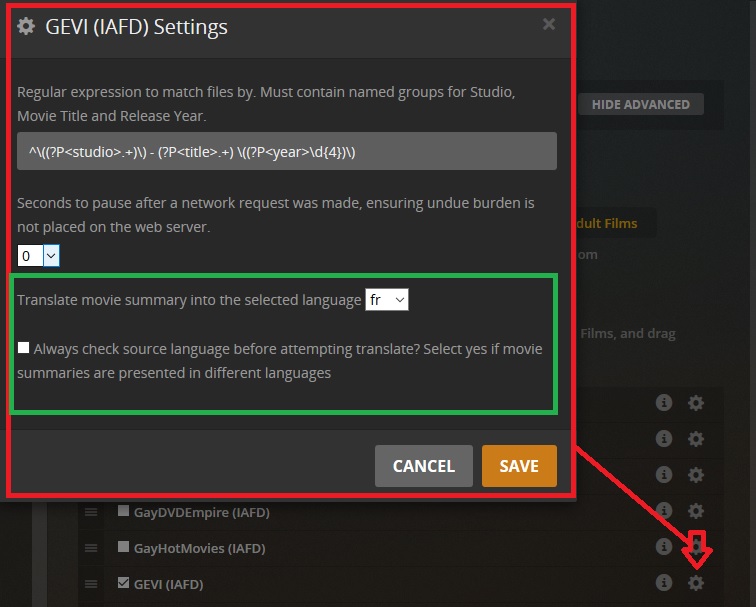 GEVI (IAFD) Settings
×
Regular expression to match files by. Must contain named groups for Studio,
Movie Title and Release Year.
HIDE ADVANCED
^\((?P<studio>.+)\) - (?P<title>.+) \((?P<year>\d{4})\)
Seconds to pause after a network request was made, ensuring undue burden is
not placed on the web server.
dult Films
0
om
Translate movie summary into the selected language fr
Films, and drag
Always check source language before attempting translate? Select yes if movie
summaries are presented in different languages
CANCEL
SAVE
GayDVDEmpire (IAFD)
GayHotMovies (IAFD)
GEVI (IAFD)